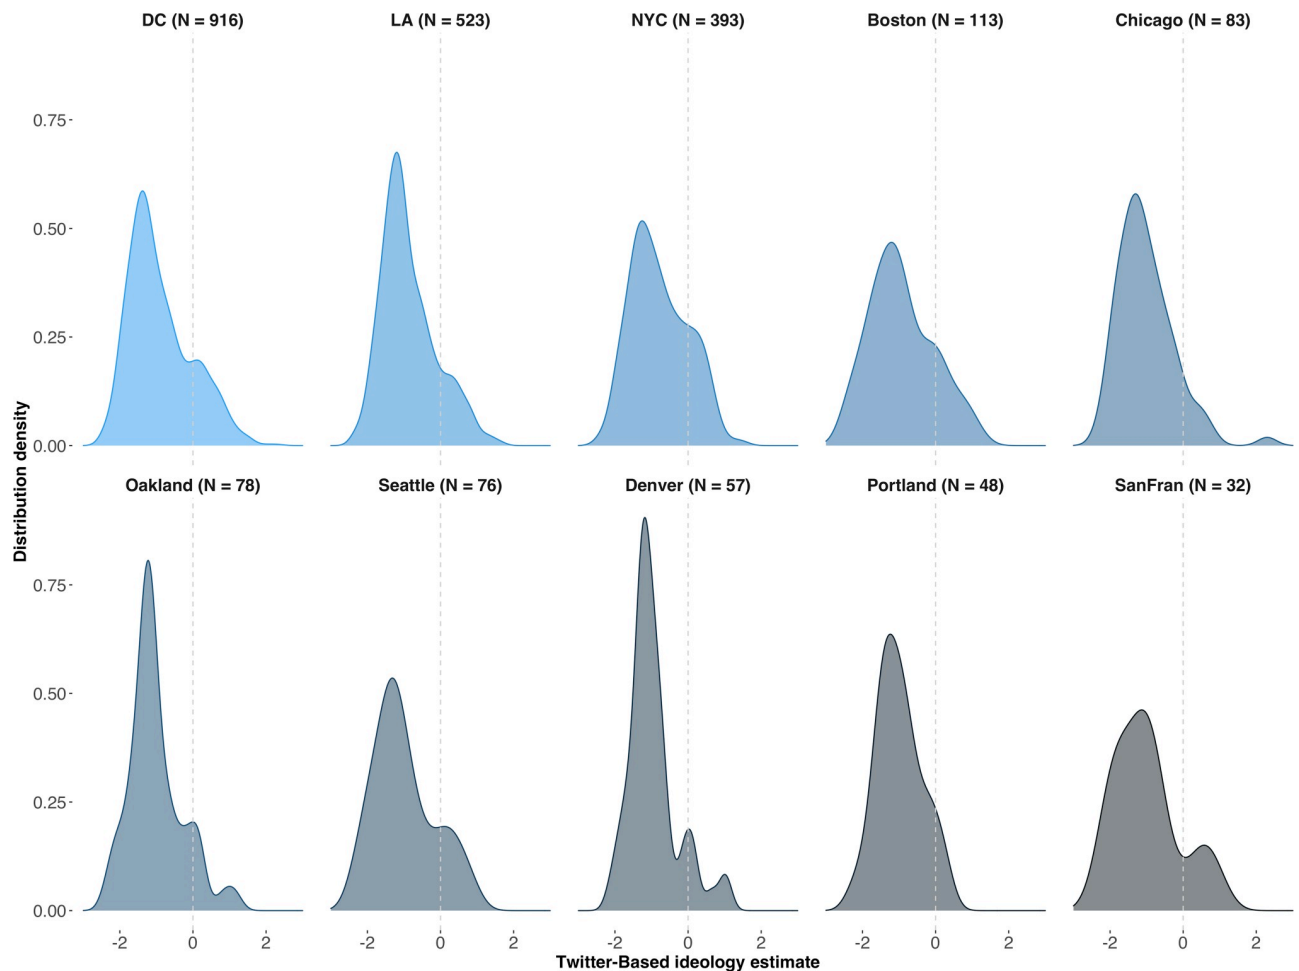 DC (N = 916) LA (N = 523) NYC (N = 393) Boston (N = 113) Chicago (N = 83)
0.75
0.50
0.25
0.00
Oakland (N = 78) Seattle (N = 76) Denver (N = 57) Portland (N = 48) SanFran (N = 32)
Distribution density
0.75
0.50
0.25
0.00
-2 0 2 -2 0 2 -2 0 2 -2 0 2 -2 0 2
Twitter-Based ideology estimate